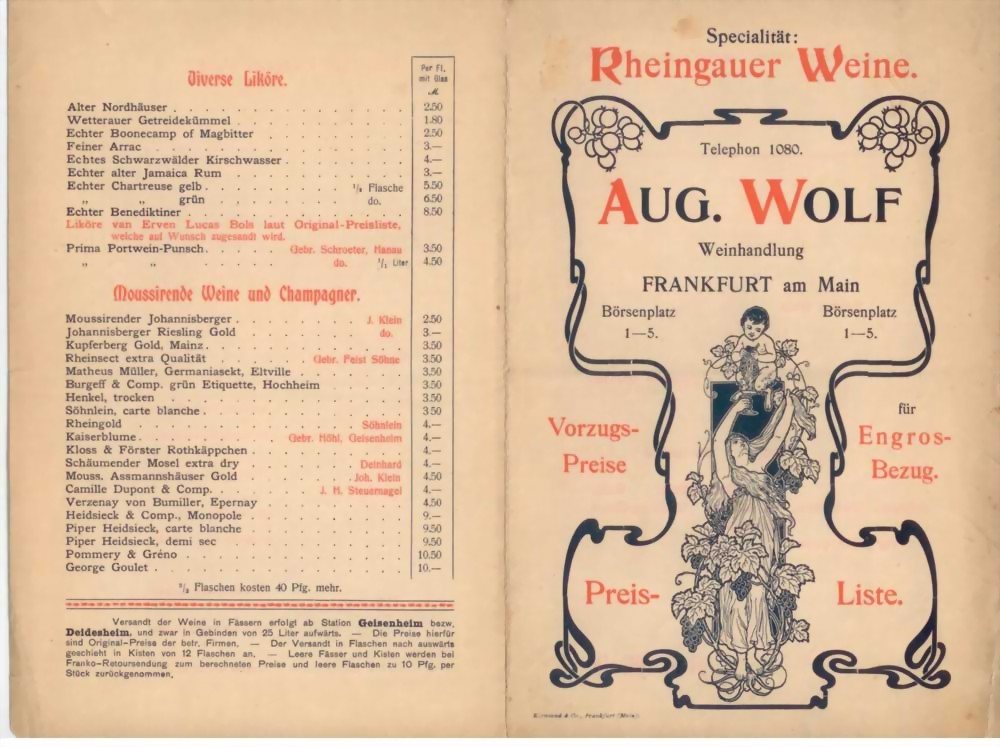 Diverse Liköre.
Per Fl.
mit Glas
ℳ
Alter Nordhäuser 2.50
Wetterauer Getreidekümmel 1.80
Echter Boonecamp of Magbitter 2.50
Feiner Arrac 3.—
Echtes Schwarzwälder Kirschwasser 4.—
Echter alter Jamaica Rum 3.—
Echter Chartreuse gelb Flasche 5.50
„ „ grün do. 6.50
Echter Benediktiner 8.50
Liköre van Erven Lucas Bols laut Original-Preisliste,
welche auf Wunsch zugesandt wird.
Prima Portwein-Punsch. Gebr. Schroeter, Hanau 3.50
„ „ do. 1/1 Liter 4.50
Moussirende Weine und Champagner.
Moussirender Johannisberger J. Klein 2.50
Johannisberger Riesling Gold do. 3.—
Kupferberg Gold, Mainz 3.50
Rheinsect extra Qualität Gebr. Feist Söhne 3.50
Matheus Müller, Germaniasekt, Eltville 3.50
Burgeff & Comp. grün Etiquette, Hochheim 3.50
Henkel, trocken 3.50
Söhnlein, carte blanche 3.50
Rheingold Söhnlein 4.—
Kaiserblume Gebr. Höhl, Geisenheim 4.—
Kloss & Förster Rothkäppchen 4.—
Schäumender Mosel extra dry Deinhard 4.—
Mouss. Assmannshäuser Gold Joh. Klein 4.50
Camille Dupont & Comp. J. H. Steuernagel 4.—
Verzenay von Bumiller, Epernay 4.50
Heidsieck & Comp., Monopole 9.—
Piper Heidsieck, carte blanche 9.50
Piper Heidsieck, demi sec 9.50
Pommery & Gréno 10.50
George Goulet 10.—
Flaschen kosten 40 Pfg. mehr.
Versandt der Weine in Fässern erfolgt ab Station Geisenheim bezw.
Deidesheim, und zwar in Gebinden von 25 Liter aufwärts. — Die Preise hierfür
sind Original-Preise der betr. Firmen. — Der Versandt in Flaschen nach auswärts
geschieht in Kisten von 12 Flaschen an. — Leere Fässer und Kisten werden bei
Franko-Retoursendung zum berechneten Preise und leere Flaschen zu 10 Pfg. per
Stück zurückgenommen.
Specialität:
Rheingauer Weine.
Telephon 1080.
AUG. WOLF
Weinhandlung
FRANKFURT am Main
Börsenplatz Börsenplatz
1—5. 1—5.
Vorzugs-
Preise
für
Engros-
Bezug.
Preis- Liste.
& Co., Frankfurt (Main).